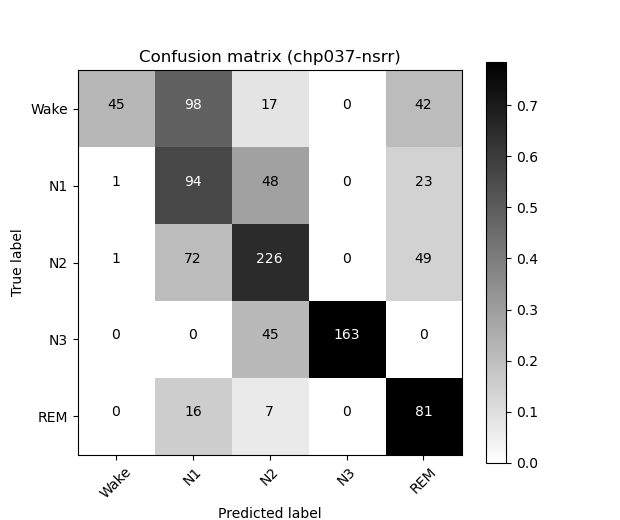 Confusion matrix (chp037-nsrr)
Wake 45 98 17 0 42
N1 1 94 48 0 23
N2 1 72 226 0 49
N3 0 0 45 163 0
REM 0 16 7 0 81
Wake N1 N2 N3 REM
Predicted label
True label
0.7
0.6
0.5
0.4
0.3
0.2
0.1
0.0